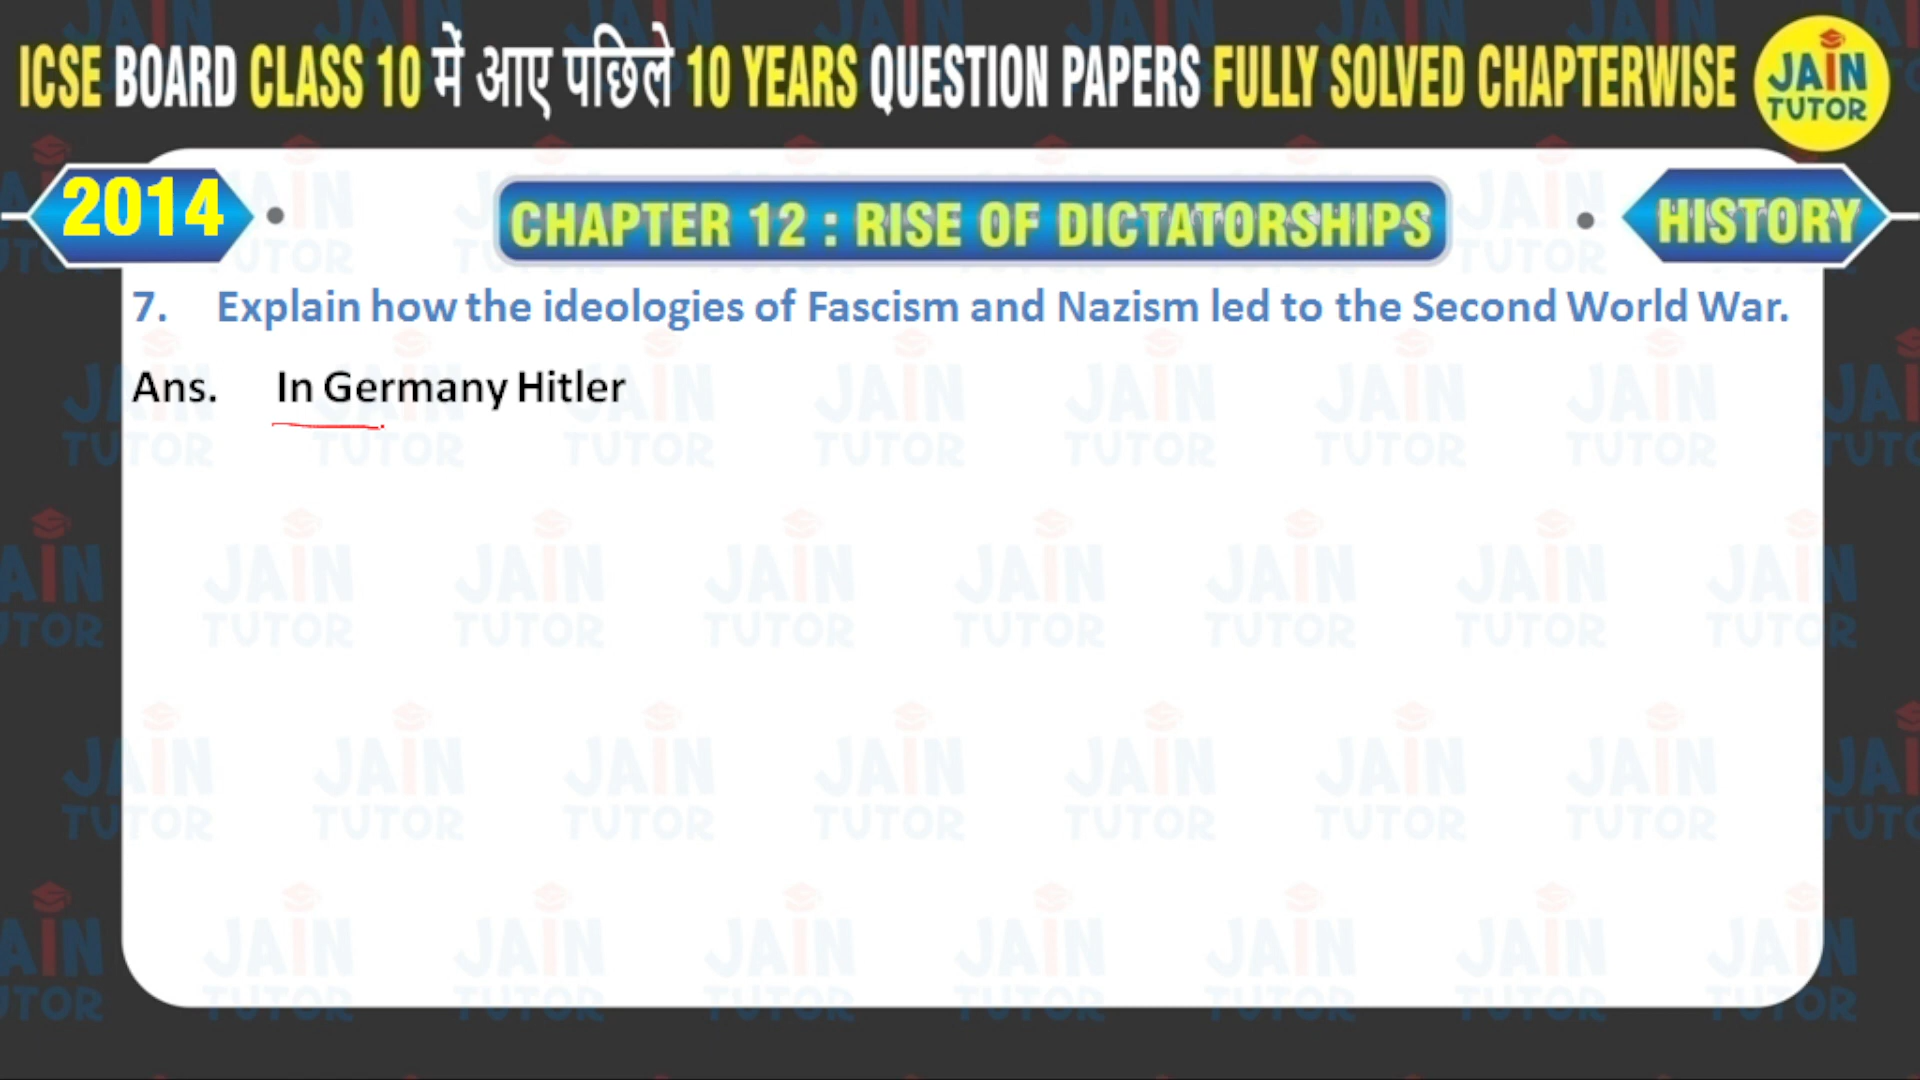 ICSE BOARD CLASS 10 में आए पछिले 10 YEARS QUESTION PAPERS FULLY SOLVED CHAPTERWISE
JAIN
TUTOR
2014
CHAPTER 12 : RISE OF DICTATORSHIPS
HISTORY
7. Explain how the ideologies of Fascism and Nazism led to the Second World War.
Ans. In Germany Hitler